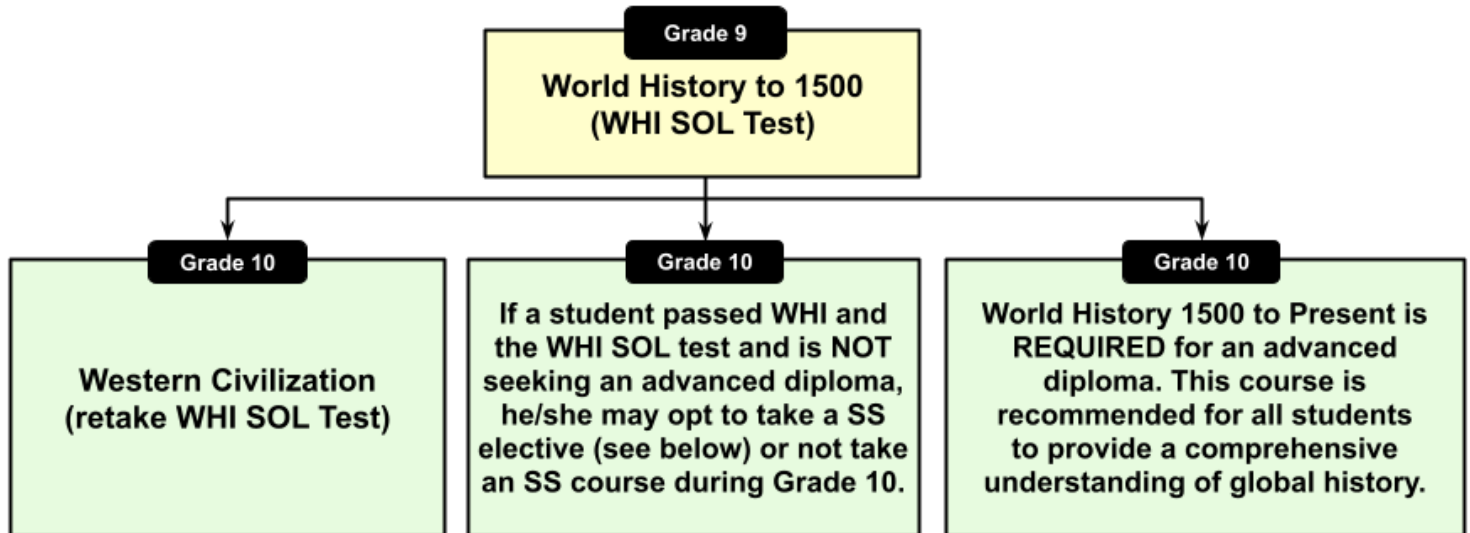 Grade 9
World History to 1500
(WHI SOL Test)
Grade 10
Western Civilization
(retake WHI SOL Test)
Grade 10
If a student passed WHI and
the WHI SOL test and is NOT
seeking an advanced diploma,
he/she may opt to take a SS
elective (see below) or not take
an SS course during Grade 10.
Grade 10
World History 1500 to Present is
REQUIRED for an advanced
diploma. This course is
recommended for all students
to provide a comprehensive
understanding of global history.